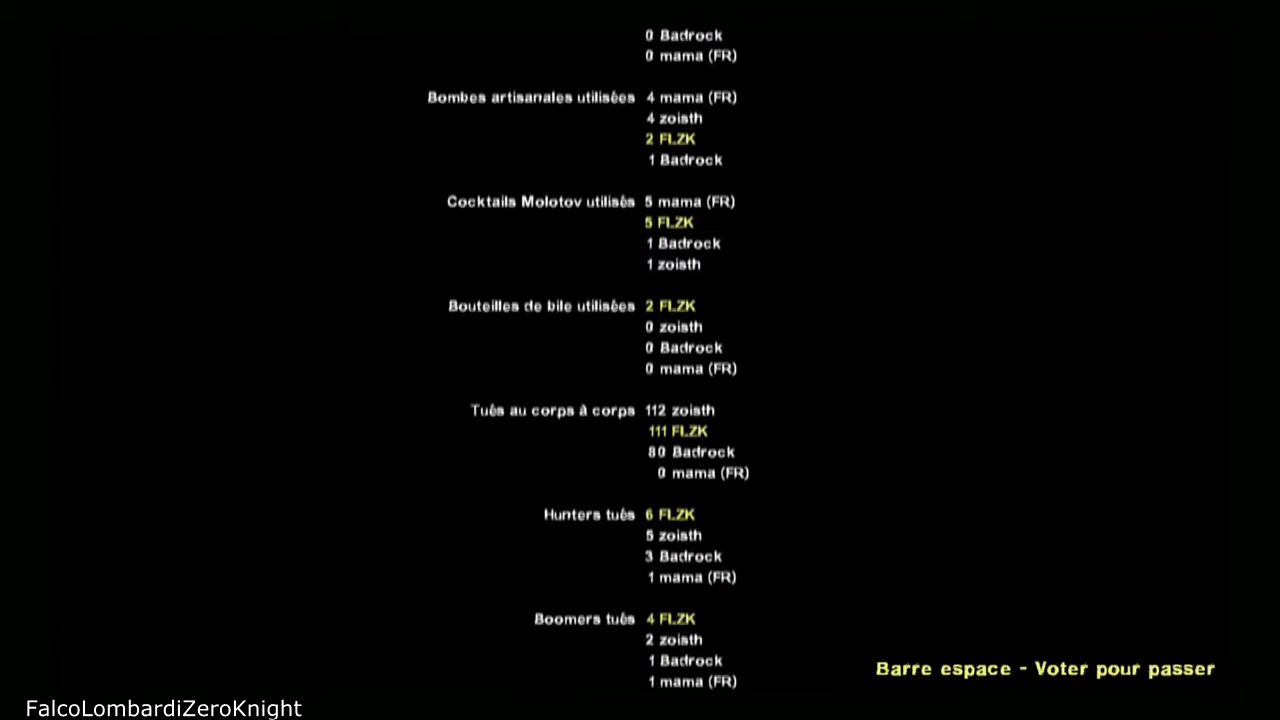 0 Badrock
0 mama (FR)
Bombes artisanales utilisées 4 mama (FR)
4 zoisth
2 FLZK
1 Badrock
Cocktails Molotov utilisés 5 mama (FR)
5 FLZK
1 Badrock
1 zoisth
Bouteilles de bile utilisées 2 FLZK
0 zoisth
0 Badrock
0 mama (FR)
Tués au corps à corps 112 zoisth
111 FLZK
80 Badrock
0 mama (FR)
Hunters tués 6 FLZK
5 zoisth
3 Badrock
1 mama (FR)
Boomers tués 4 FLZK
2 zoisth
1 Badrock
1 mama (FR)
Barre espace - Voter pour passer
FalcoLombardiZeroKnight